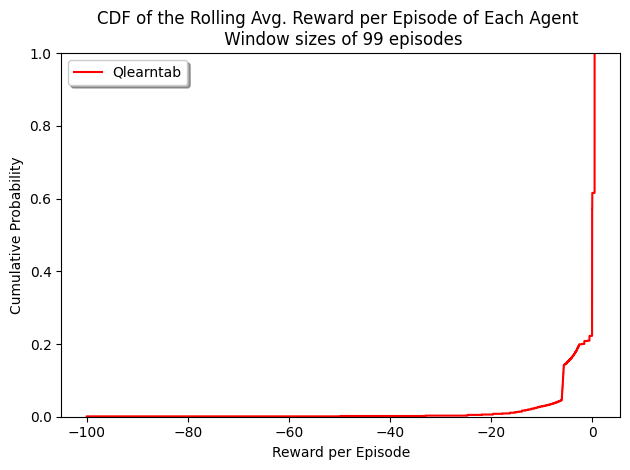 CDF of the Rolling Avg. Reward per Episode of Each Agent
Window sizes of 99 episodes
Qlearntab
1.0
0.8
0.6
0.4
0.2
0.0
Cumulative Probability
−100
−80
−60
−40
−20
0
Reward per Episode